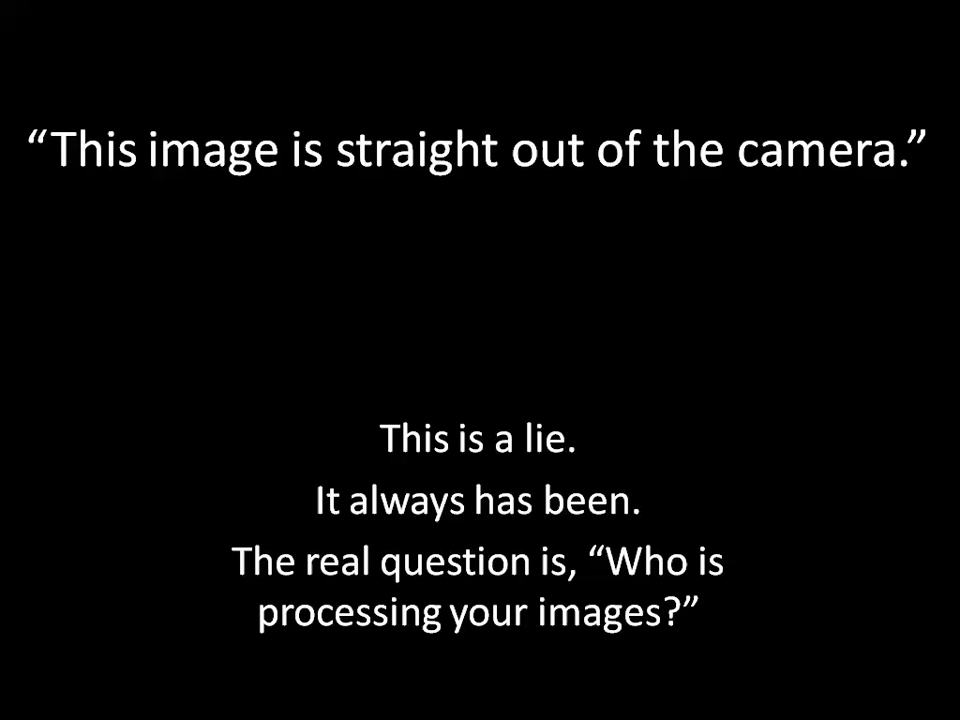 “This image is straight out of the camera.”
This is a lie.
It always has been.
The real question is, “Who is
processing your images?”